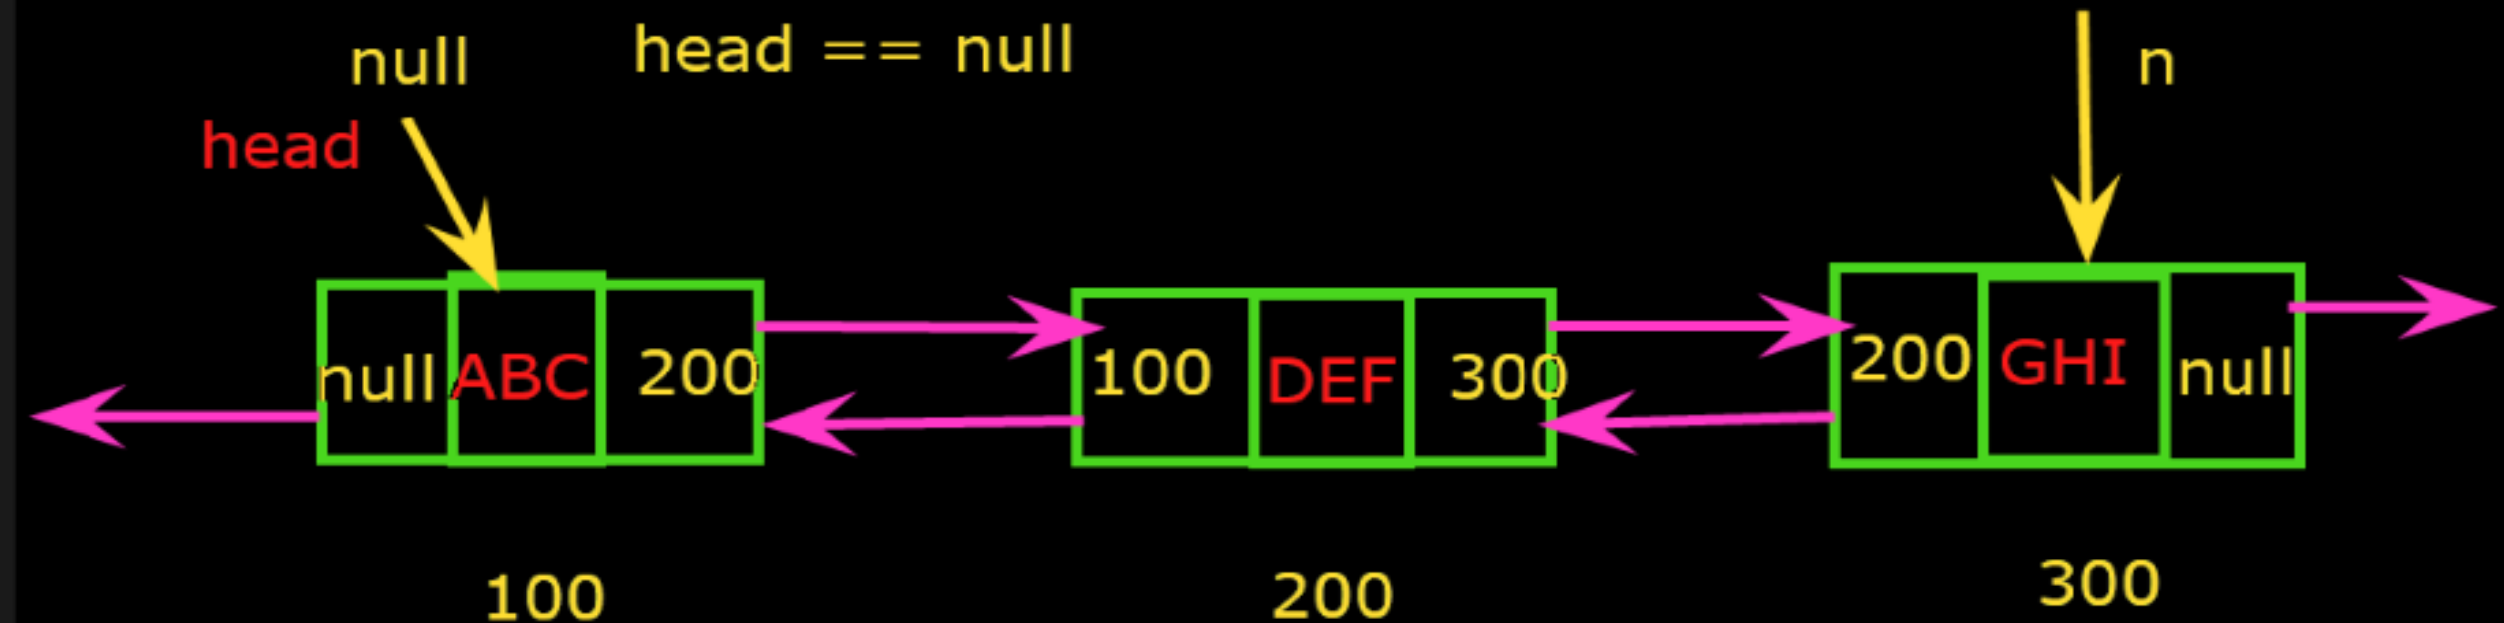 null head == null n
head
null ABC 200 100 DEF 300 200 GHI null
100 200 300